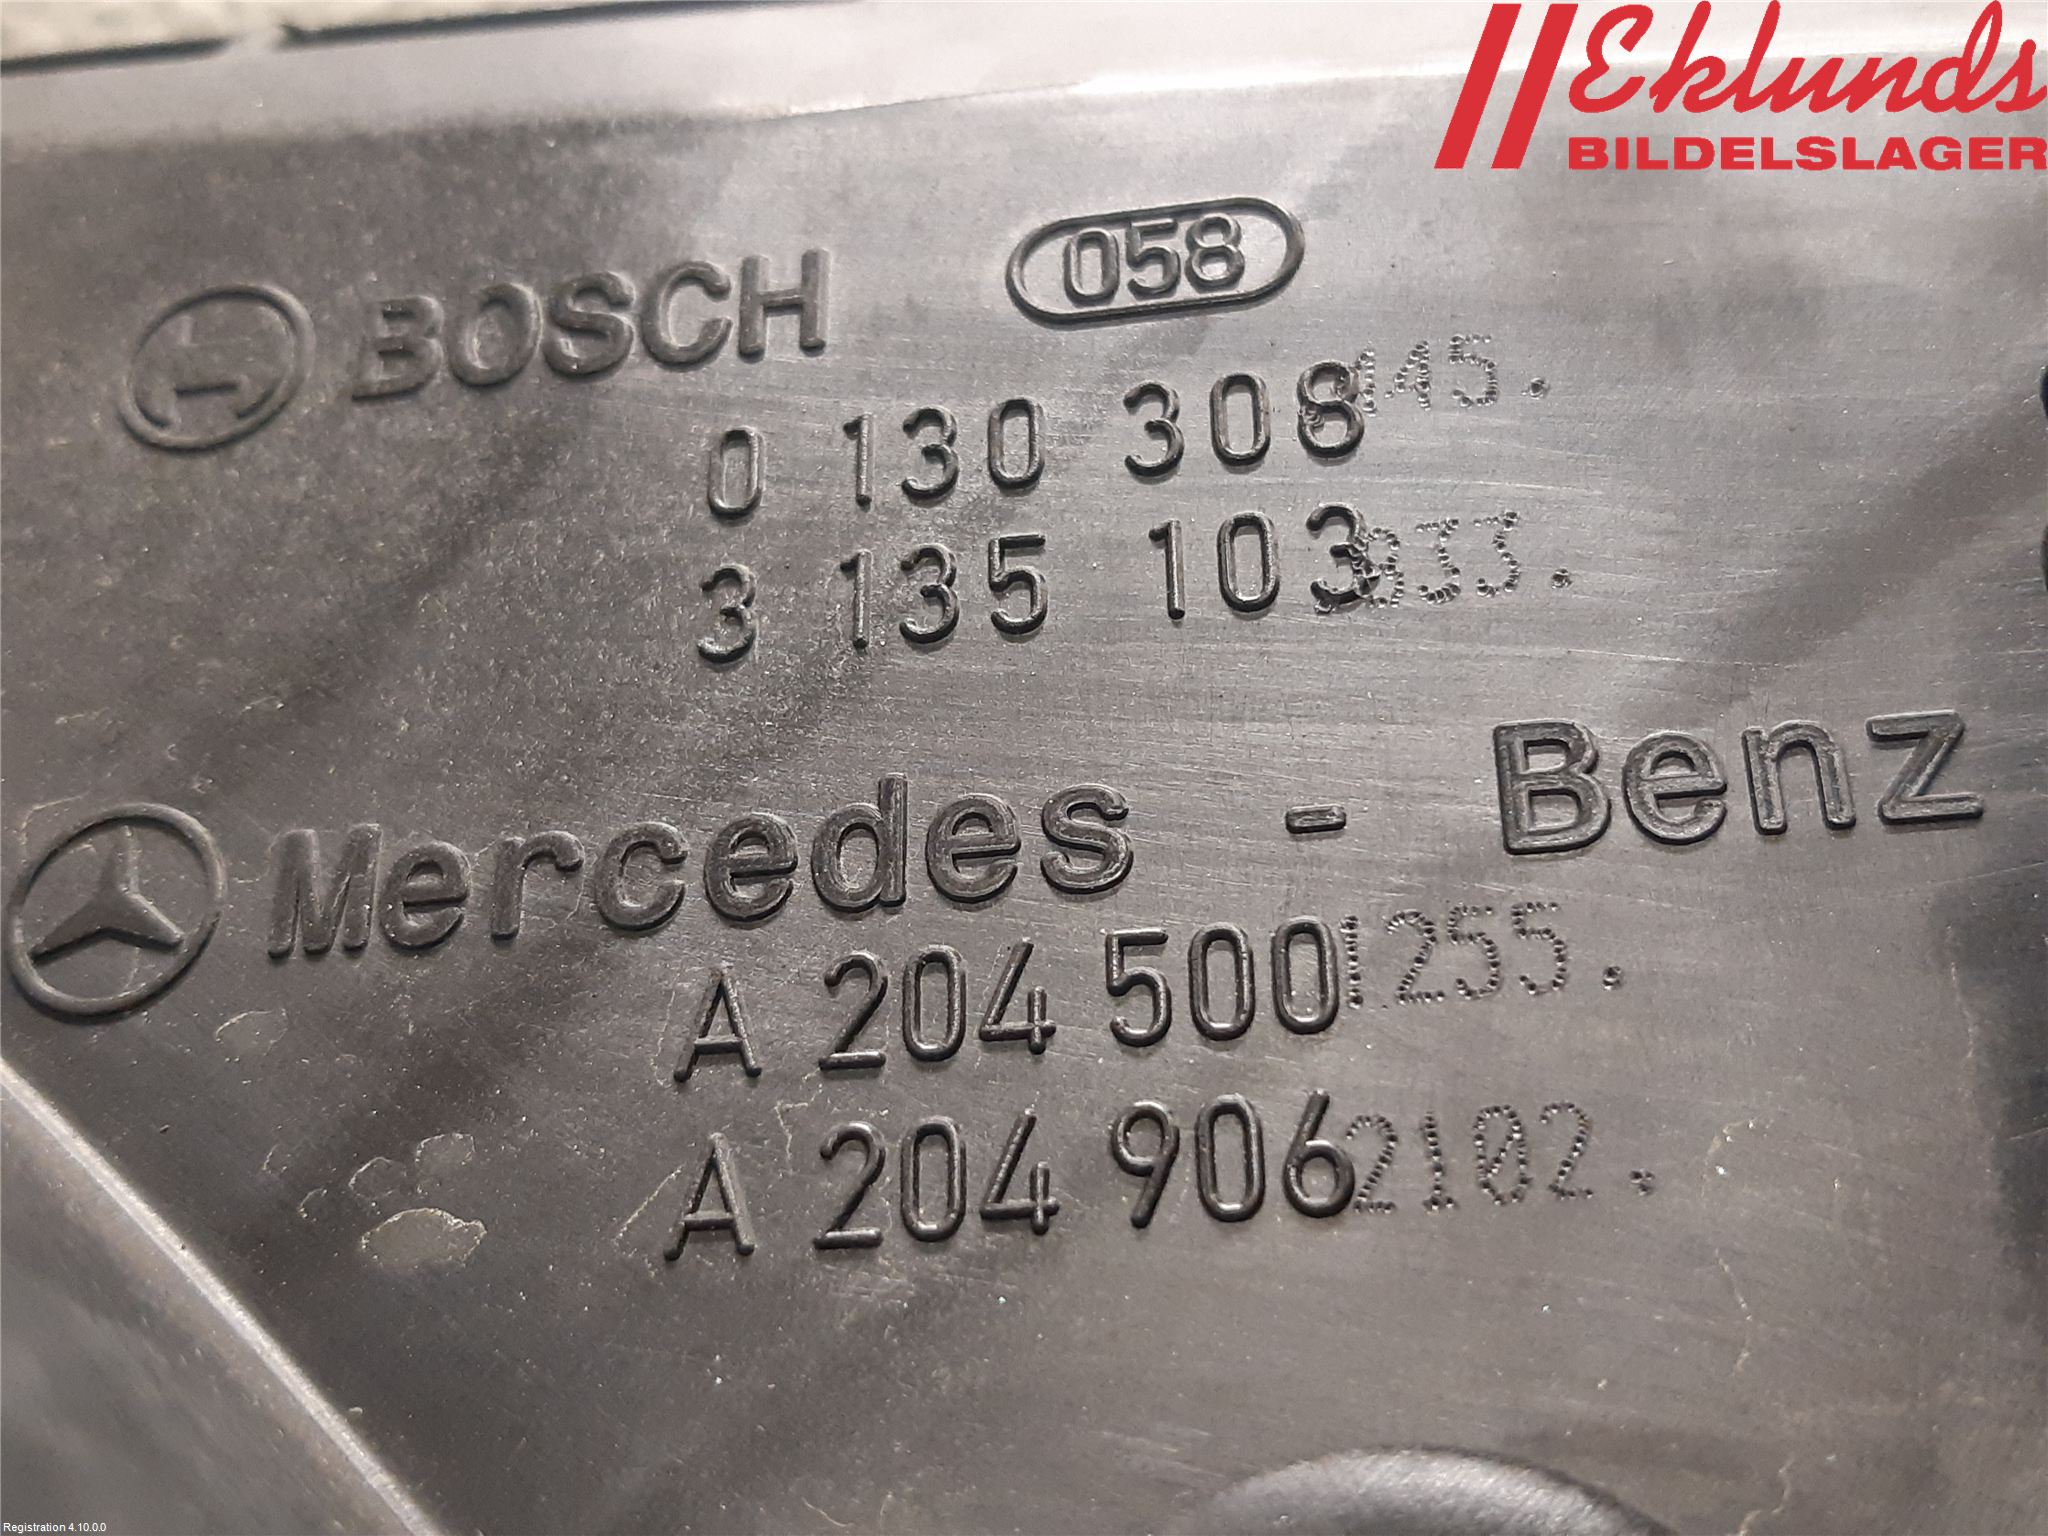 Eklunds
BILDELSLAGER
BOSCH
058
0 130 308 145.
3 135 103
Mercedes - Benz
A 204 500 1255.
A 204 906 2102.
Registration 4.10.0.0